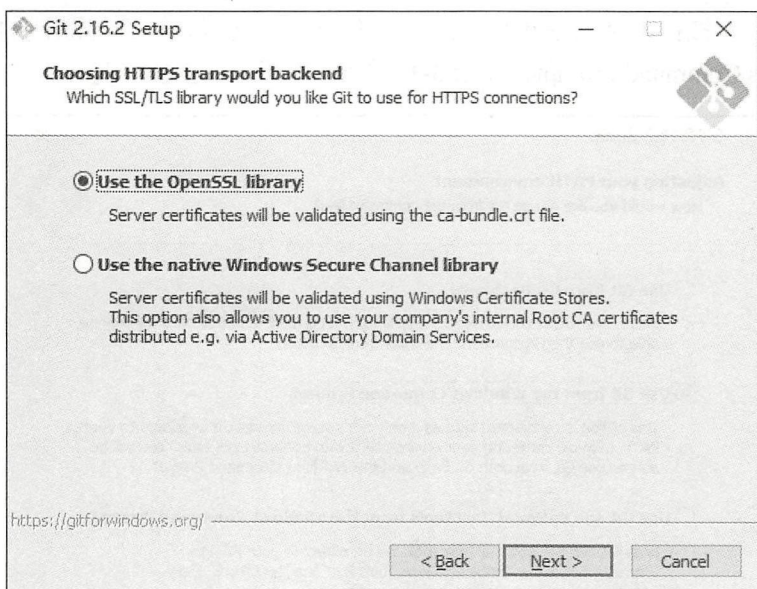 Git 2.16.2 Setup
Choosing HTTPS transport backend
Which SSL/TLS library would you like Git to use for HTTPS connections?
Use the OpenSSL library
Server certificates will be validated using the ca-bundle.crt file.
Use the native Windows Secure Channel library
Server certificates will be validated using Windows Certificate Stores.
This option also allows you to use your company's internal Root CA certificates
distributed e.g. via Active Directory Domain Services.
https://gitforwindows.org/
< Back Next > Cancel